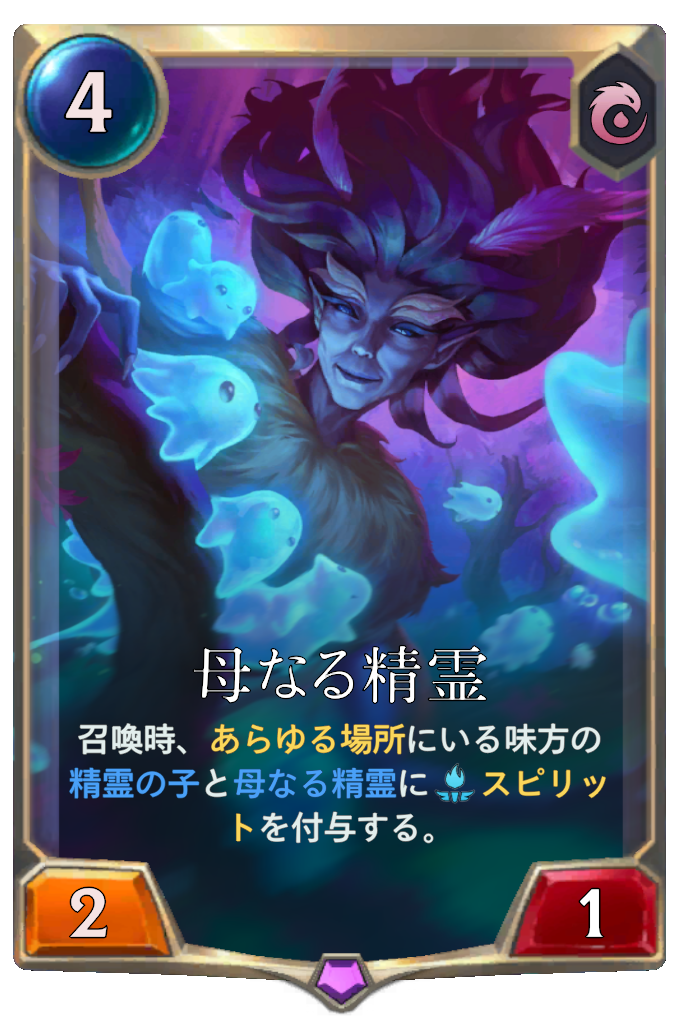 4
母なる精霊
召喚時、あらゆる場所にいる味方の
精霊の子と母なる精霊にスピリッ
トを付与する。
2
1